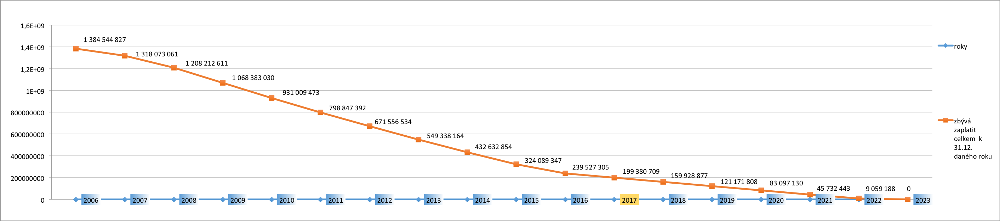 1,6E+09
1,4E+09
1,2E+09
1E+09
800000000
600000000
400000000
200000000
0
1 384 544 827
1 318 073 061
1 208 212 611
1 068 383 030
931 009 473
798 847 392
671 556 534
549 338 164
432 632 854
324 089 347
239 527 305
199 380 709
159 928 877
121 171 808
83 097 130
45 732 443
9 059 188
0
2006
2007
2008
2009
2010
2011
2012
2013
2014
2015
2016
2017
2018
2019
2020
2021
2022
2023
roky
zbývá
zaplatit
celkem k
31.12.
daného roku